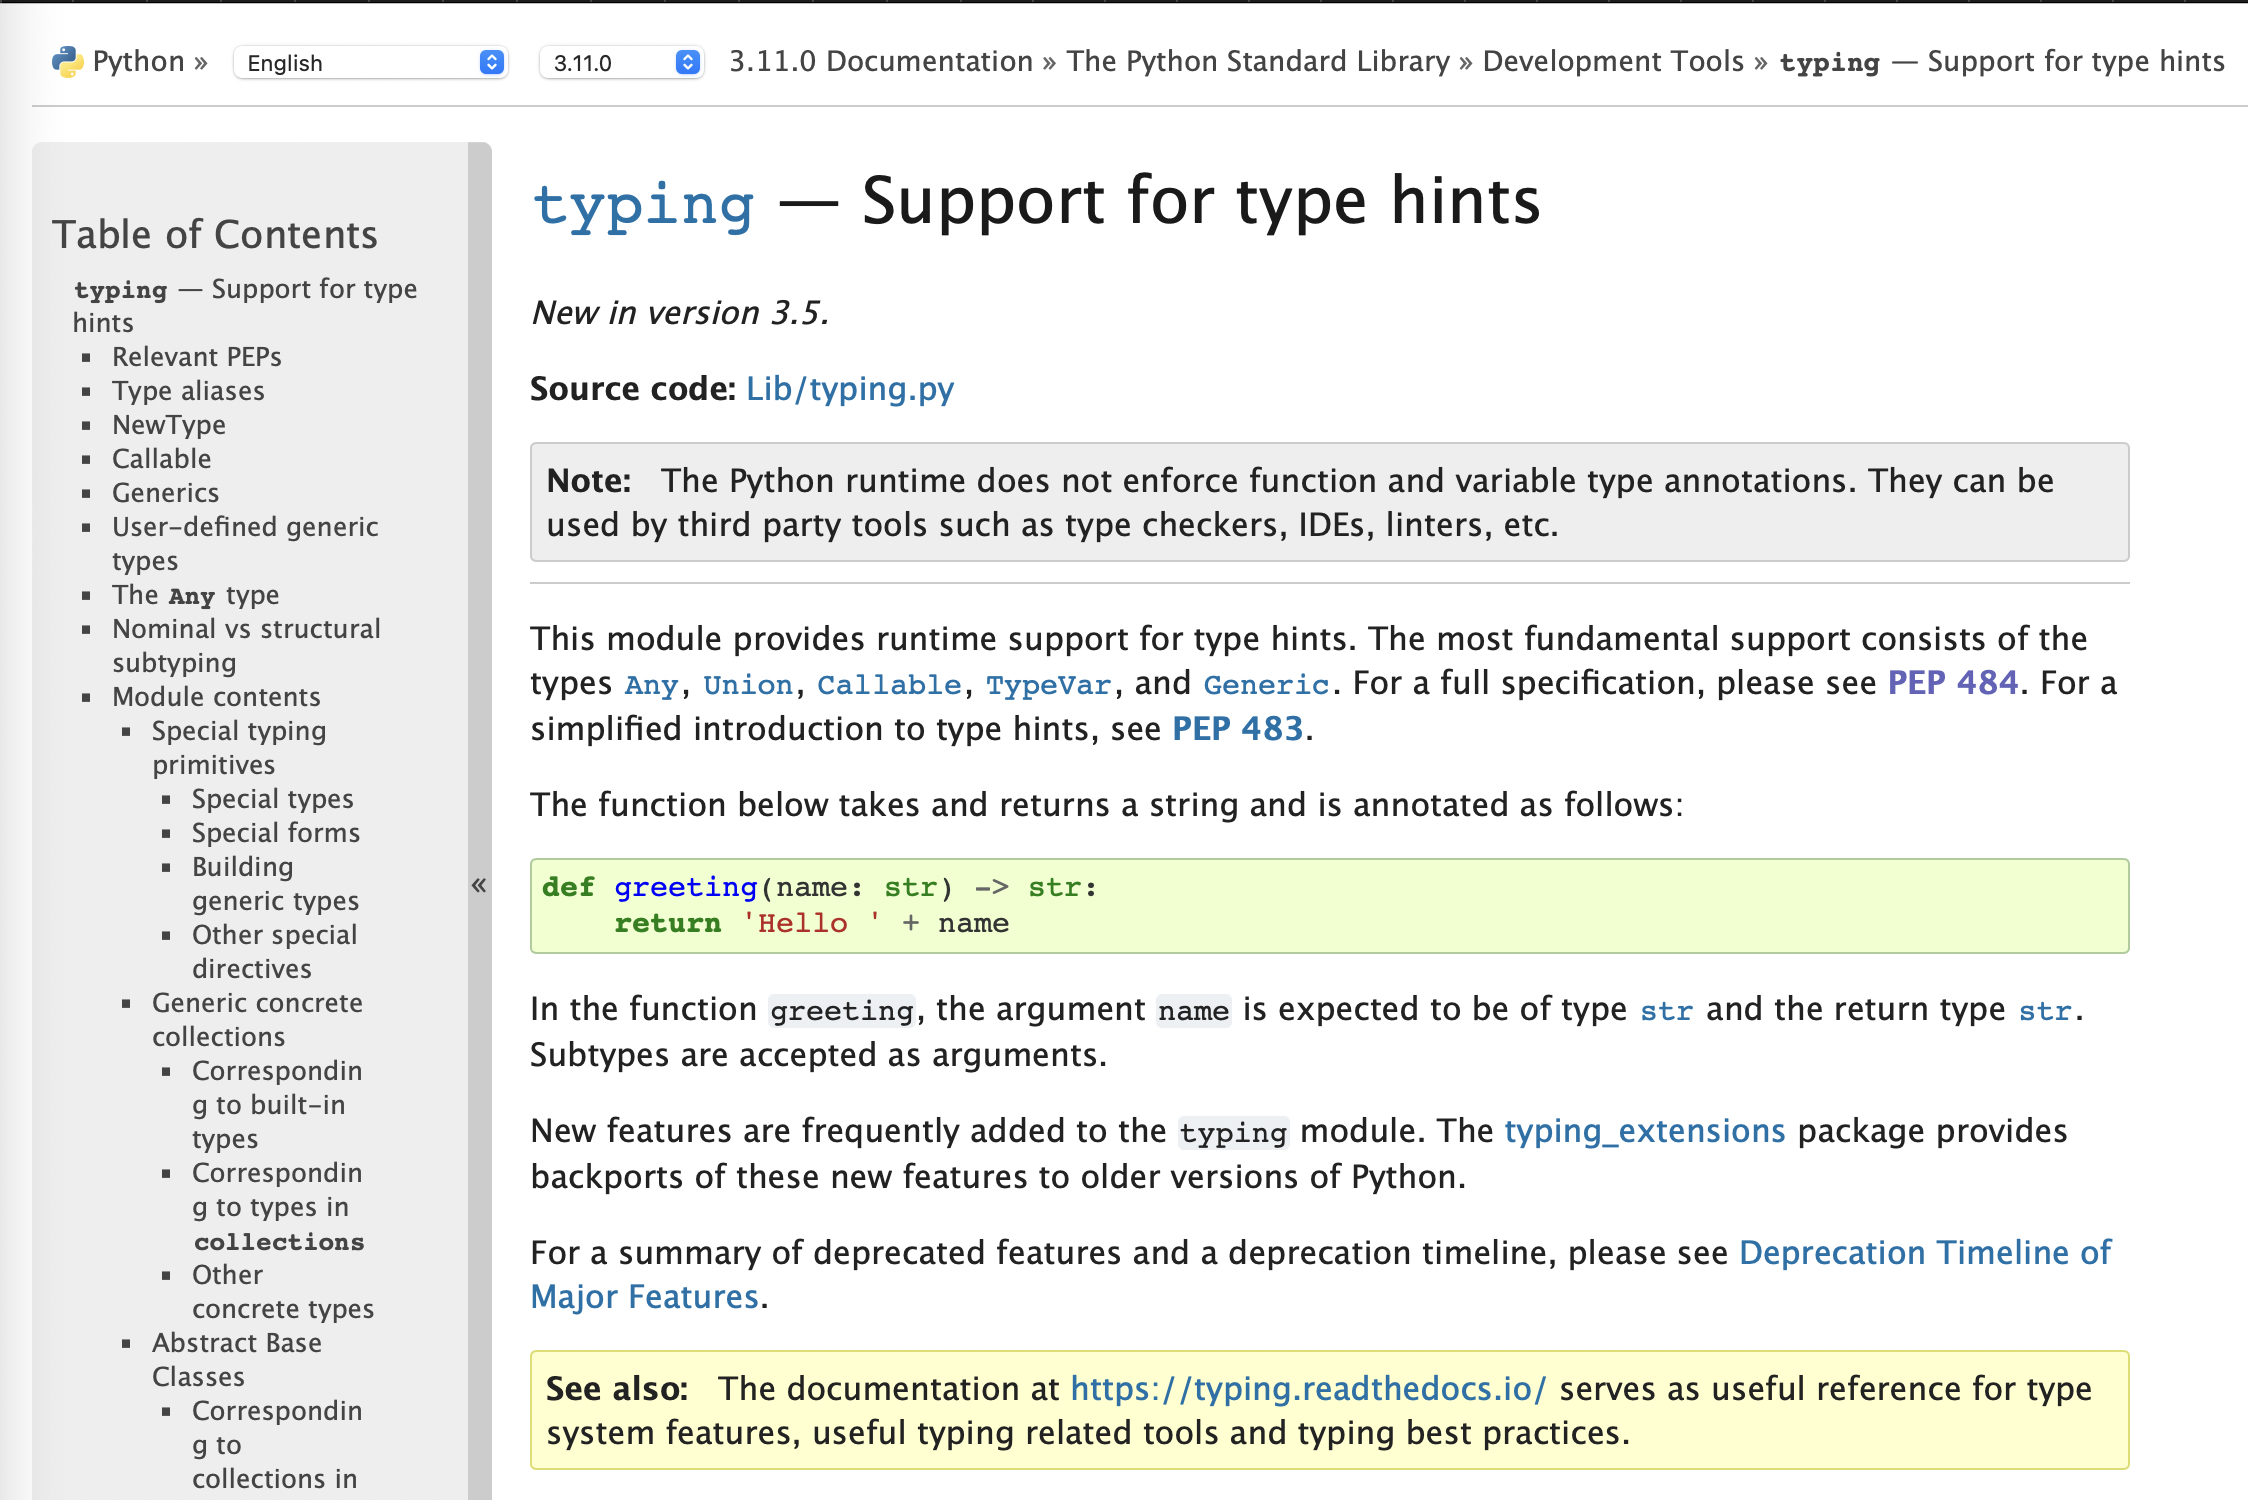 Python » English 3.11.0 3.11.0 Documentation » The Python Standard Library » Development Tools » typing — Support for type hints
Table of Contents
typing — Support for type
hints
▪ Relevant PEPs
▪ Type aliases
▪ NewType
▪ Callable
▪ Generics
▪ User-defined generic
types
▪ The Any type
▪ Nominal vs structural
subtyping
▪ Module contents
▪ Special typing
primitives
▪ Special types
▪ Special forms
▪ Building
generic types
▪ Other special
directives
▪ Generic concrete
collections
▪ Correspondin
g to built-in
types
▪ Correspondin
g to types in
collections
▪ Other
concrete types
▪ Abstract Base
Classes
▪ Correspondin
g to
collections in
«
typing — Support for type hints
New in version 3.5.
Source code: Lib/typing.py
Note: The Python runtime does not enforce function and variable type annotations. They can be
used by third party tools such as type checkers, IDEs, linters, etc.
This module provides runtime support for type hints. The most fundamental support consists of the
types Any, Union, Callable, TypeVar, and Generic. For a full specification, please see PEP 484. For a
simplified introduction to type hints, see PEP 483.
The function below takes and returns a string and is annotated as follows:
def greeting(name: str) -> str:
    return 'Hello ' + name
In the function greeting, the argument name is expected to be of type str and the return type str.
Subtypes are accepted as arguments.
New features are frequently added to the typing module. The typing_extensions package provides
backports of these new features to older versions of Python.
For a summary of deprecated features and a deprecation timeline, please see Deprecation Timeline of
Major Features.
See also: The documentation at https://typing.readthedocs.io/ serves as useful reference for type
system features, useful typing related tools and typing best practices.